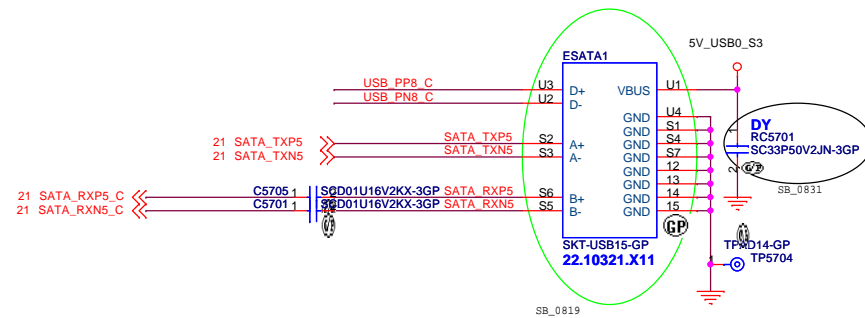 5V_USB0_S3
ESATA1
USB_PP8_C U3 D+ VBUS U1
USB_PN8_C U2 D-
GND U4
GND S1
21 SATA_TXP5 SATA_TXP5 S2 A+ GND S4
21 SATA_TXN5 SATA_TXN5 S3 A- GND S7
GND 12
GND 13
21 SATA_RXP5_C C5705 1 SCD01U16V2KX-3GP SATA_RXP5 S6 B+ GND 14
21 SATA_RXN5_C C5701 1 SCD01U16V2KX-3GP SATA_RXN5 S5 B- GND 15
GP
SKT-USB15-GP
22.10321.X11
1
DY
RC5701
SC33P50V2JN-3GP
2
SB_0831
TPAD14-GP
1
TP5704
SB_0819